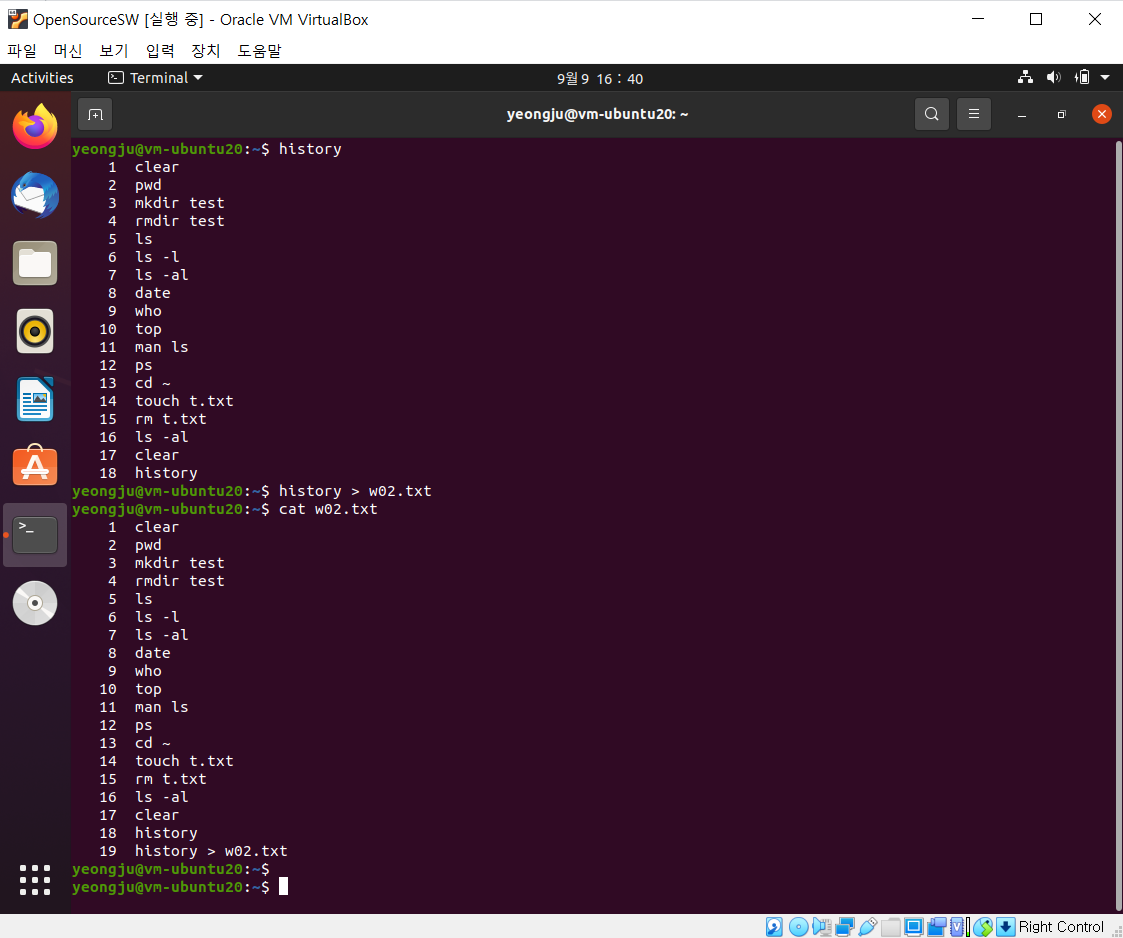 OpenSourceSW [실행 중] - Oracle VM VirtualBox
파일 머신 보기 입력 장치 도움말
Activities Terminal 9월 9 16 : 40
yeongju@vm-ubuntu20: ~
yeongju@vm-ubuntu20:~$ history
1 clear
2 pwd
3 mkdir test
4 rmdir test
5 ls
6 ls -l
7 ls -al
8 date
9 who
10 top
11 man ls
12 ps
13 cd ~
14 touch t.txt
15 rm t.txt
16 ls -al
17 clear
18 history
yeongju@vm-ubuntu20:~$ history > w02.txt
yeongju@vm-ubuntu20:~$ cat w02.txt
1 clear
2 pwd
3 mkdir test
4 rmdir test
5 ls
6 ls -l
7 ls -al
8 date
9 who
10 top
11 man ls
12 ps
13 cd ~
14 touch t.txt
15 rm t.txt
16 ls -al
17 clear
18 history
19 history > w02.txt
yeongju@vm-ubuntu20:~$
yeongju@vm-ubuntu20:~$
Right Control